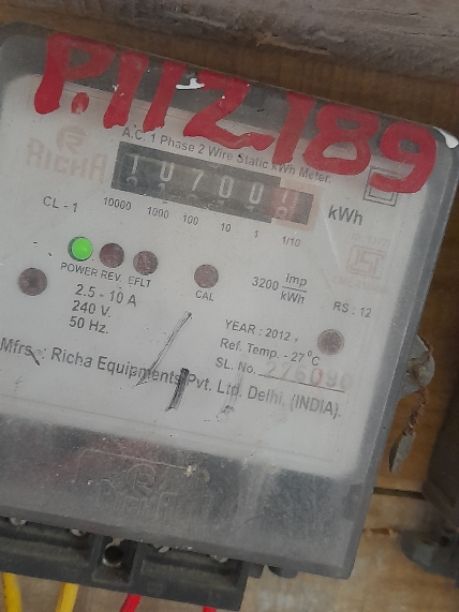 P.112.189
A.C. 1 Phase 2 Wire Static kWh Meter.
RICHA
10700
kWh
CL - 1
10000 1000 100 10 1 1/10
POWER REV. EFLT
CAL
3200 imp/kWh
RS : 12
2.5 - 10 A
240 V.
50 Hz.
YEAR : 2012 ,
Ref. Temp. - 27°C
SL. No. 226090
Mfrs. : Richa Equipments Pvt. Ltd. Delhi, (INDIA).